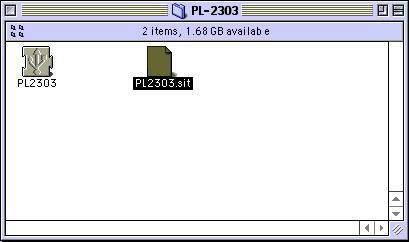 PL-2303
2 items, 1.68 GB available
PL2303
PL2303.sit